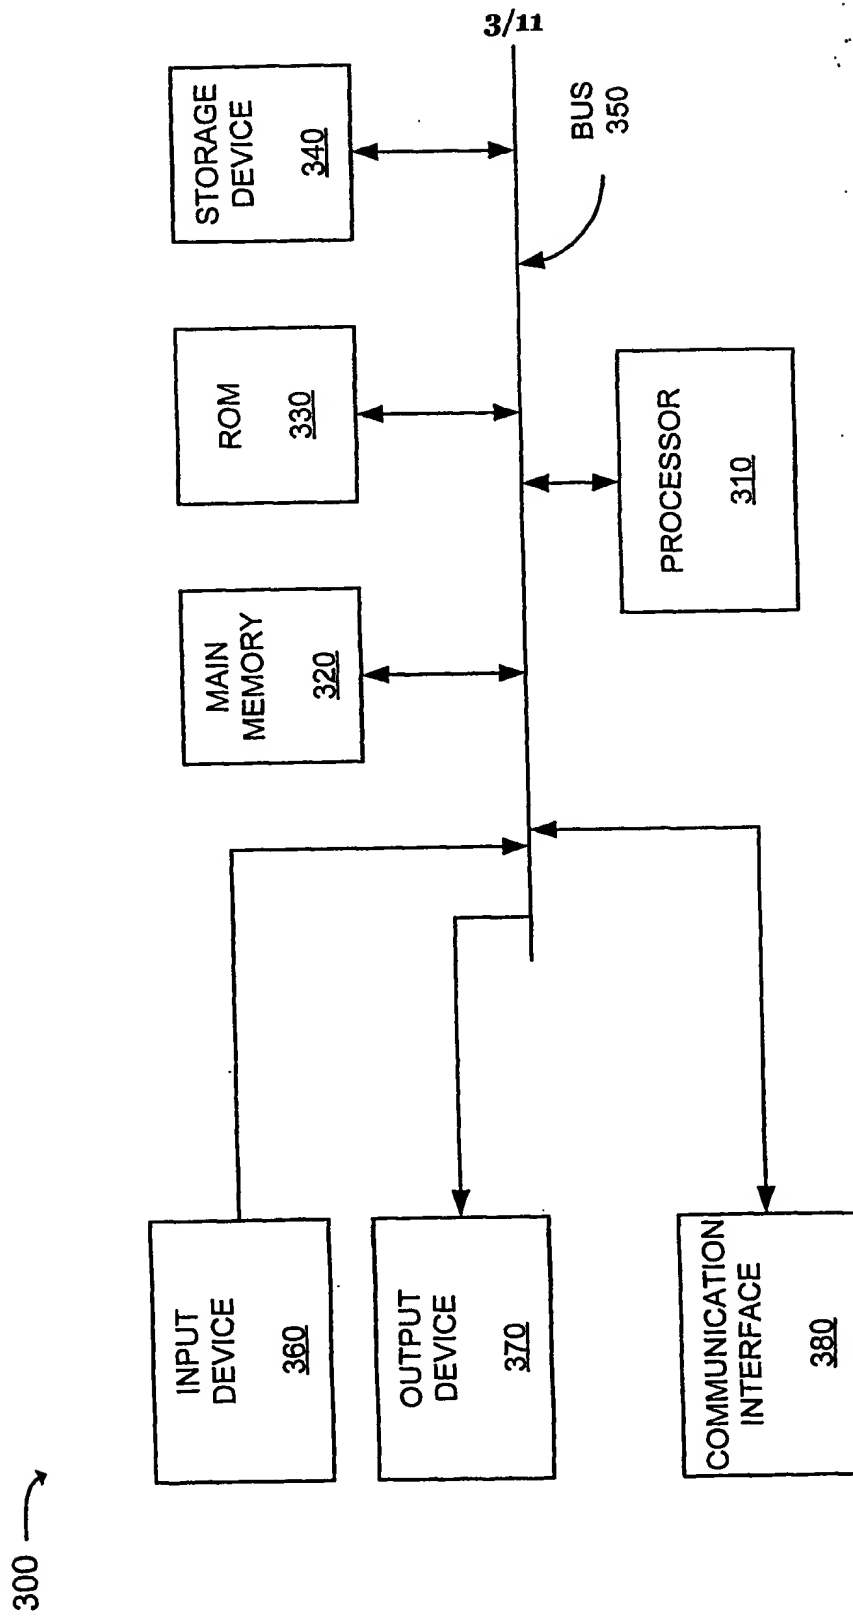 3/11
300
INPUT
DEVICE
360
OUTPUT
DEVICE
370
COMMUNICATION
INTERFACE
380
MAIN
MEMORY
320
ROM
330
STORAGE
DEVICE
340
PROCESSOR
310
BUS
350